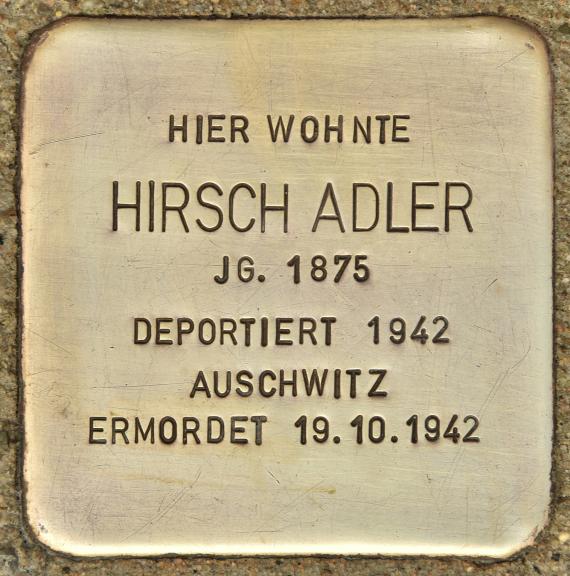 HIER WOHNTE
HIRSCH ADLER
JG. 1875
DEPORTIERT 1942
AUSCHWITZ
ERMORDET 19.10.1942